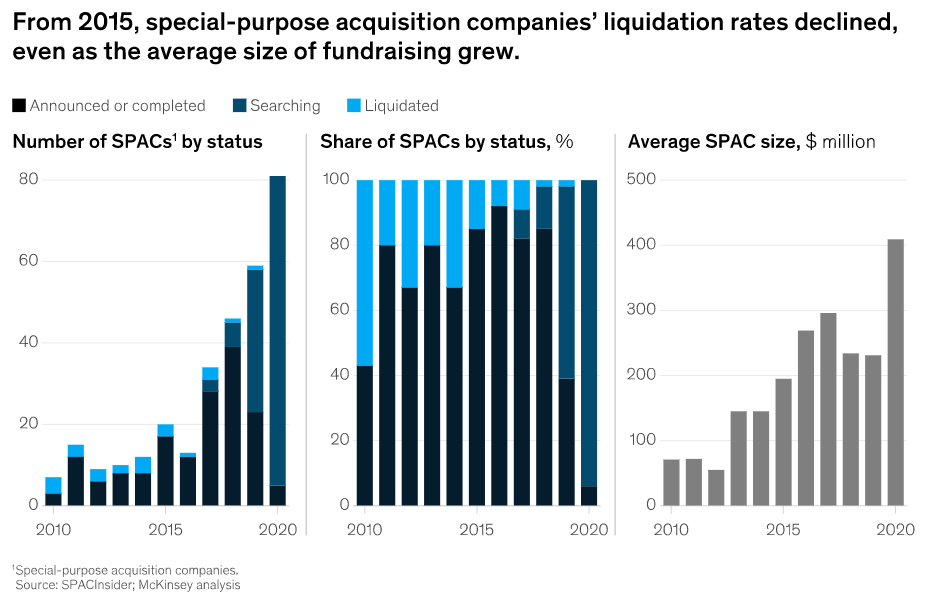 From 2015, special-purpose acquisition companies’ liquidation rates declined,
even as the average size of fundraising grew.
Announced or completed
Searching
Liquidated
Number of SPACs¹ by status
80
60
40
20
0
2010
2015
2020
Share of SPACs by status, %
100
80
60
40
20
0
2010
2015
2020
Average SPAC size, $ million
500
400
300
200
100
0
2010
2015
2020
¹Special-purpose acquisition companies.
Source: SPACInsider; McKinsey analysis